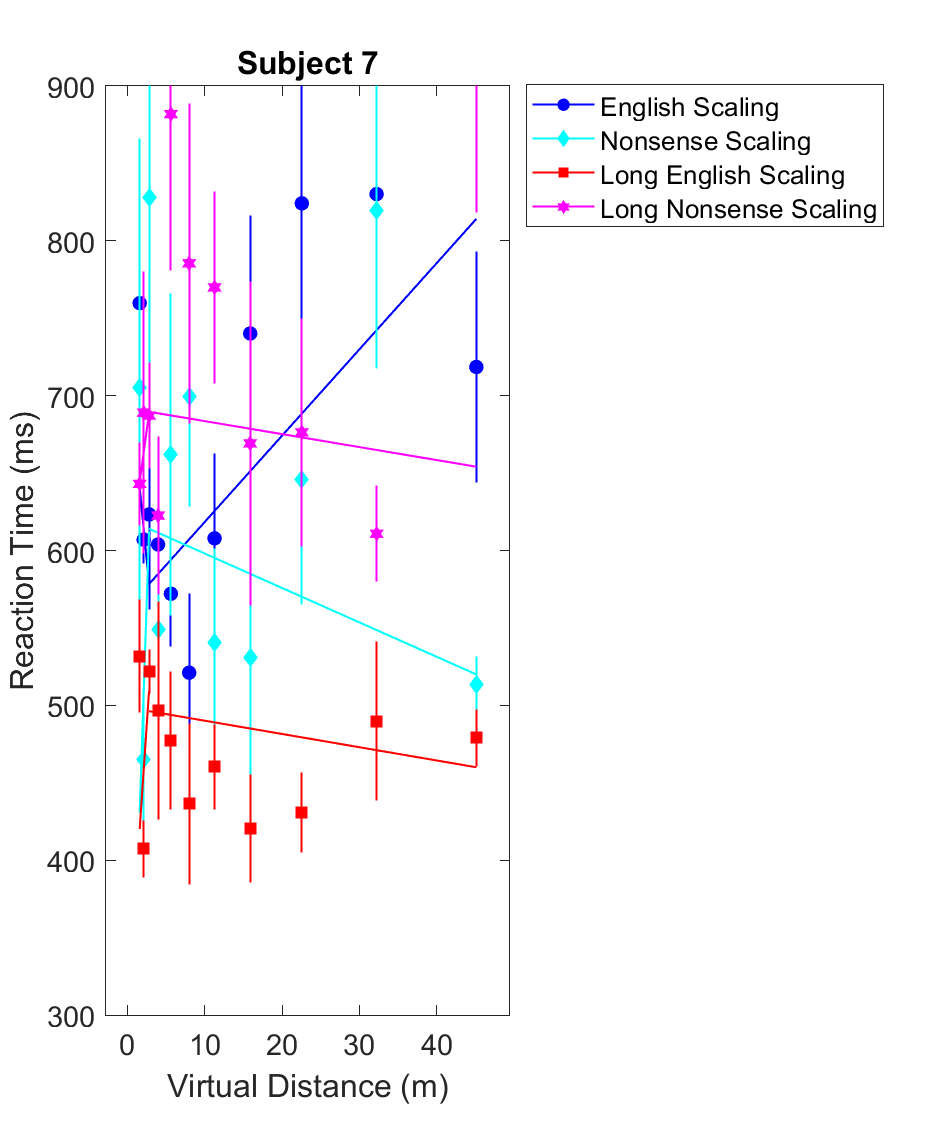 Subject 7
900
800
700
600
500
400
300
0 10 20 30 40
Reaction Time (ms)
Virtual Distance (m)
English Scaling
Nonsense Scaling
Long English Scaling
Long Nonsense Scaling